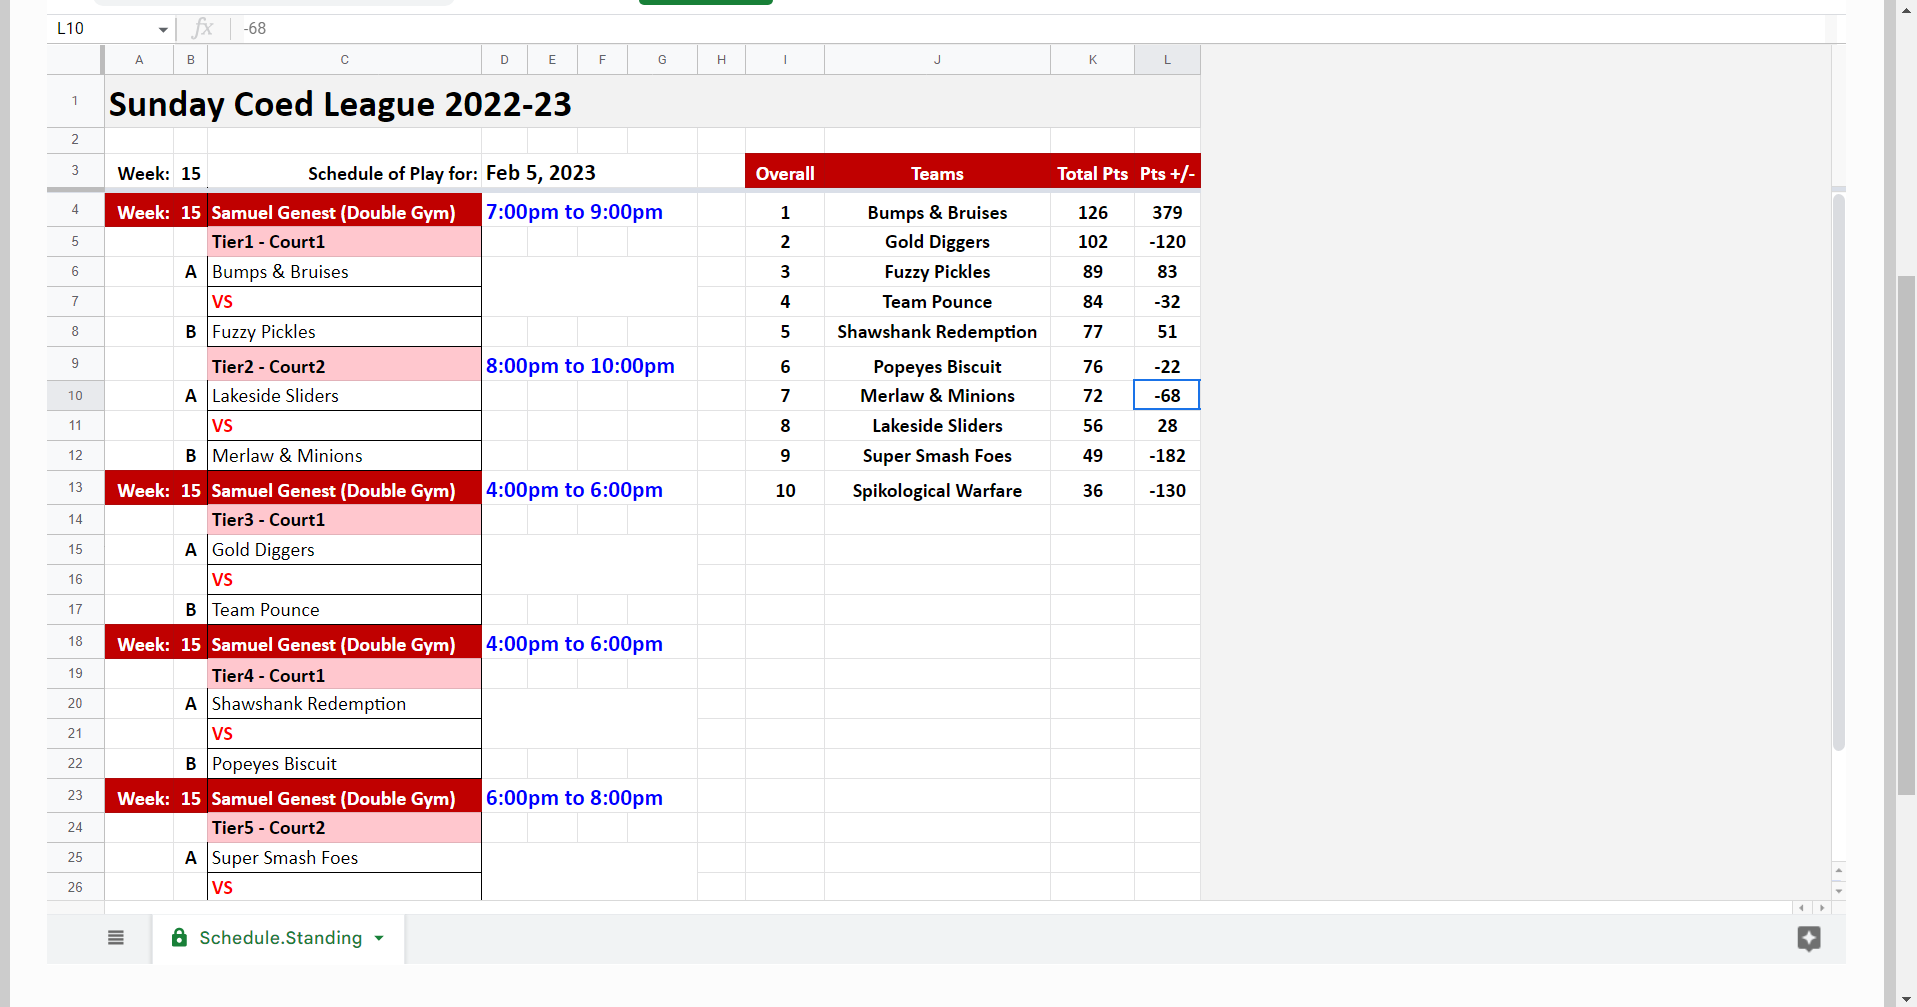 L10 fx -68
A B C D E F G H I J K L
1 Sunday Coed League 2022-23
2
3 Week: 15 Schedule of Play for: Feb 5, 2023 Overall Teams Total Pts Pts +/-
4 Week: 15 Samuel Genest (Double Gym) 7:00pm to 9:00pm 1 Bumps & Bruises 126 379
5 Tier1 - Court1 2 Gold Diggers 102 -120
6 A Bumps & Bruises 3 Fuzzy Pickles 89 83
7 VS 4 Team Pounce 84 -32
8 B Fuzzy Pickles 5 Shawshank Redemption 77 51
9 Tier2 - Court2 8:00pm to 10:00pm 6 Popeyes Biscuit 76 -22
10 A Lakeside Sliders 7 Merlaw & Minions 72 -68
11 VS 8 Lakeside Sliders 56 28
12 B Merlaw & Minions 9 Super Smash Foes 49 -182
13 Week: 15 Samuel Genest (Double Gym) 4:00pm to 6:00pm 10 Spikological Warfare 36 -130
14 Tier3 - Court1
15 A Gold Diggers
16 VS
17 B Team Pounce
18 Week: 15 Samuel Genest (Double Gym) 4:00pm to 6:00pm
19 Tier4 - Court1
20 A Shawshank Redemption
21 VS
22 B Popeyes Biscuit
23 Week: 15 Samuel Genest (Double Gym) 6:00pm to 8:00pm
24 Tier5 - Court2
25 A Super Smash Foes
26 VS
Schedule.Standing